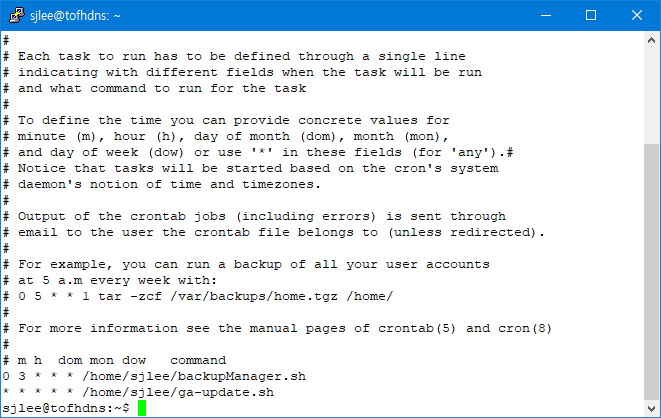 sjlee@tofhdns: ~
#
# Each task to run has to be defined through a single line
# indicating with different fields when the task will be run
# and what command to run for the task
#
# To define the time you can provide concrete values for
# minute (m), hour (h), day of month (dom), month (mon),
# and day of week (dow) or use '*' in these fields (for 'any').#
# Notice that tasks will be started based on the cron's system
# daemon's notion of time and timezones.
#
# Output of the crontab jobs (including errors) is sent through
# email to the user the crontab file belongs to (unless redirected).
#
# For example, you can run a backup of all your user accounts
# at 5 a.m every week with:
# 0 5 * * 1 tar -zcf /var/backups/home.tgz /home/
#
# For more information see the manual pages of crontab(5) and cron(8)
#
# m h  dom mon dow   command
0 3 * * * /home/sjlee/backupManager.sh
* * * * * /home/sjlee/ga-update.sh
sjlee@tofhdns:~$